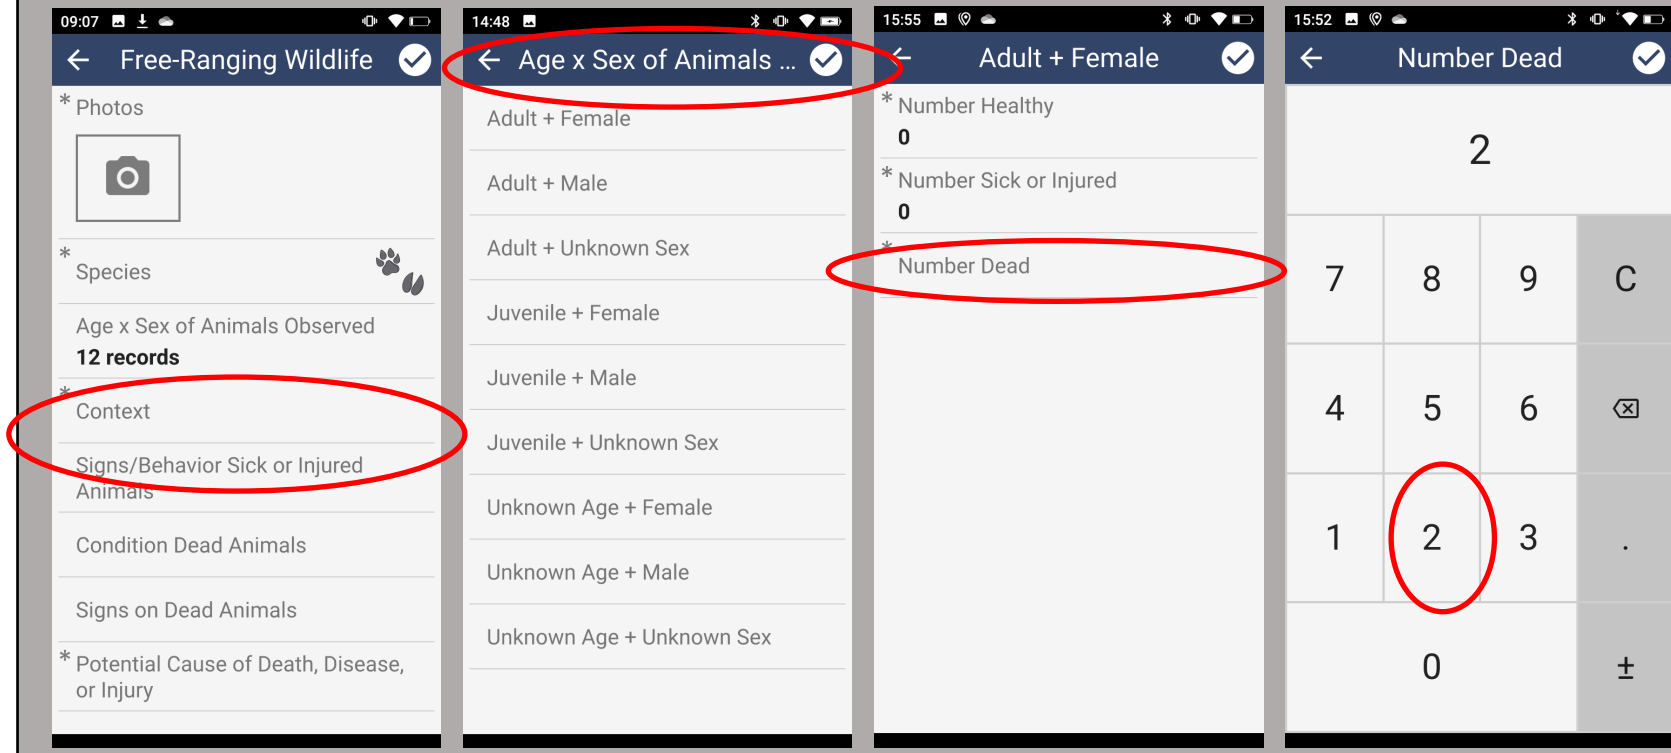 09:07
Free-Ranging Wildlife
* Photos
*
Species
Age x Sex of Animals Observed
12 records
*
Context
Signs/Behavior Sick or Injured
Animals
Condition Dead Animals
Signs on Dead Animals
* Potential Cause of Death, Disease,
or Injury
14:48
Age x Sex of Animals ...
Adult + Female
Adult + Male
Adult + Unknown Sex
Juvenile + Female
Juvenile + Male
Juvenile + Unknown Sex
Unknown Age + Female
Unknown Age + Male
Unknown Age + Unknown Sex
15:55
Adult + Female
* Number Healthy
0
* Number Sick or Injured
0
*
Number Dead
15:52
Number Dead
2
7 8 9 C
4 5 6
1 2 3 .
0 ±